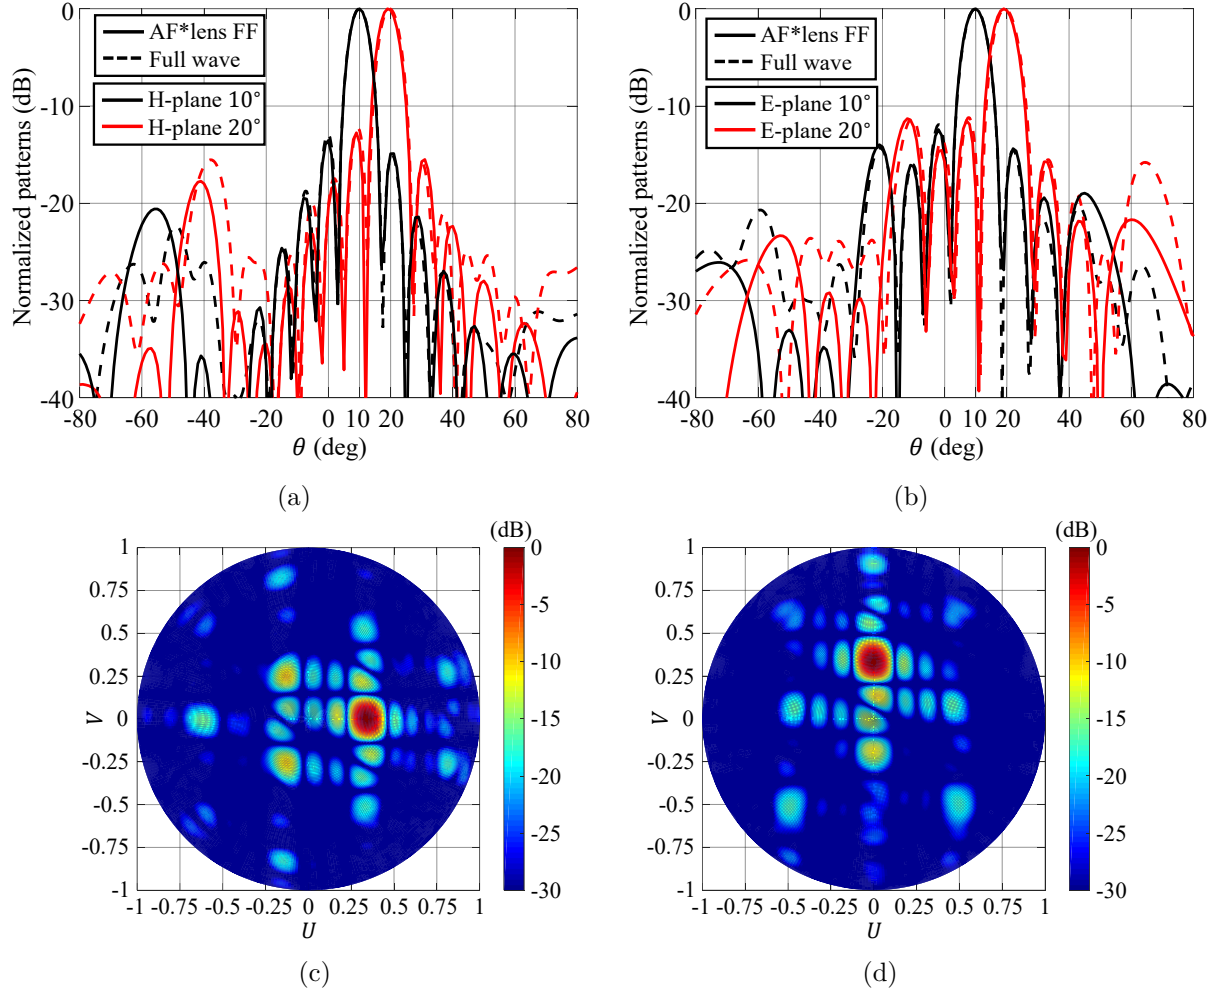 AF*lens FF
Full wave
H-plane 10°
H-plane 20°
Normalized patterns (dB)
0
-10
-20
-30
-40
-80 -60 -40 -20 0 10 20 40 60 80
θ (deg)
(a)
AF*lens FF
Full wave
E-plane 10°
E-plane 20°
Normalized patterns (dB)
0
-10
-20
-30
-40
-80 -60 -40 -20 0 10 20 40 60 80
θ (deg)
(b)
(dB)
0
-5
-10
-15
-20
-25
-30
V
1
0.75
0.5
0.25
0
-0.25
-0.5
-0.75
-1
-1 -0.75 -0.5 -0.25 0 0.25 0.5 0.75 1
U
(c)
(dB)
0
-5
-10
-15
-20
-25
-30
V
1
0.75
0.5
0.25
0
-0.25
-0.5
-0.75
-1
-1 -0.75 -0.5 -0.25 0 0.25 0.5 0.75 1
U
(d)